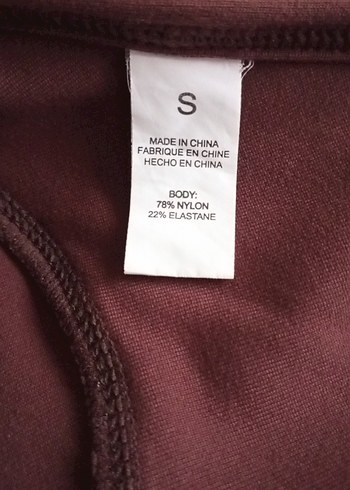 S
MADE IN CHINA
FABRIQUE EN CHINE
HECHO EN CHINA
BODY:
78% NYLON
22% ELASTANE